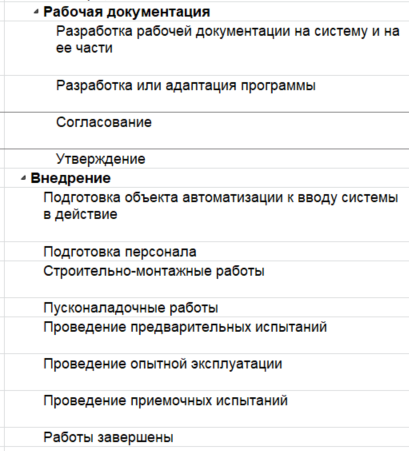 Рабочая документация
Разработка рабочей документации на систему и на
ее части
Разработка или адаптация программы
Согласование
Утверждение
Внедрение
Подготовка объекта автоматизации к вводу системы
в действие
Подготовка персонала
Строительно-монтажные работы
Пусконаладочные работы
Проведение предварительных испытаний
Проведение опытной эксплуатации
Проведение приемочных испытаний
Работы завершены